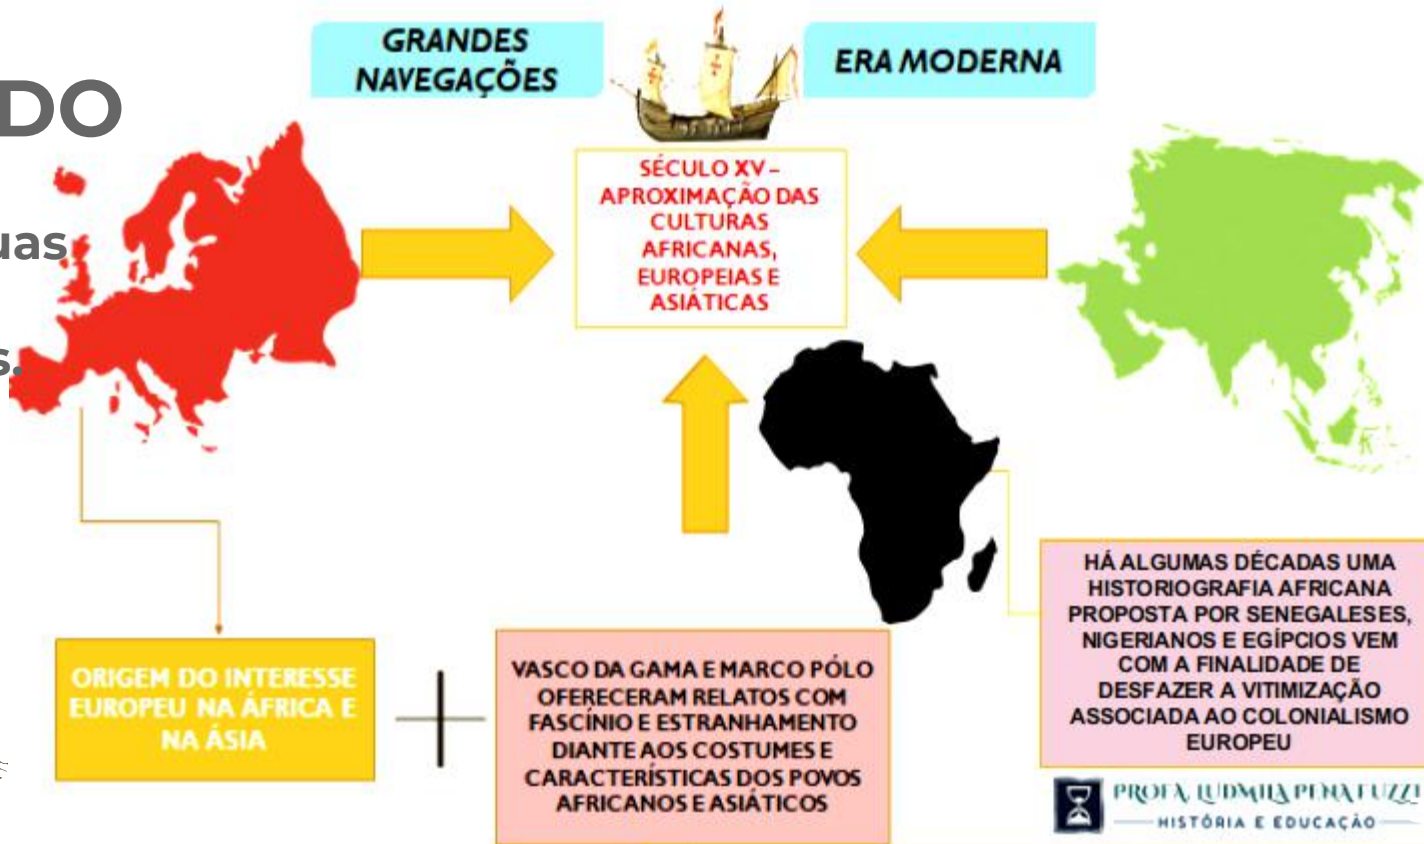 DO
uas
s.
GRANDES
NAVEGAÇÕES
ERA MODERNA
SÉCULO XV –
APROXIMAÇÃO DAS
CULTURAS
AFRICANAS,
EUROPEIAS E
ASIÁTICAS
ORIGEM DO INTERESSE
EUROPEU NA ÁFRICA E
NA ÁSIA
VASCO DA GAMA E MARCO PÓLO
OFERECERAM RELATOS COM
FASCÍNIO E ESTRANHAMENTO
DIANTE AOS COSTUMES E
CARACTERÍSTICAS DOS POVOS
AFRICANOS E ASIÁTICOS
HÁ ALGUMAS DÉCADAS UMA
HISTORIOGRAFIA AFRICANA
PROPOSTA POR SENEGALESES,
NIGERIANOS E EGÍPCIOS VEM
COM A FINALIDADE DE
DESFAZER A VITIMIZAÇÃO
ASSOCIADA AO COLONIALISMO
EUROPEU
PROFA. LUDMILA PENA FUZZI
HISTÓRIA E EDUCAÇÃO